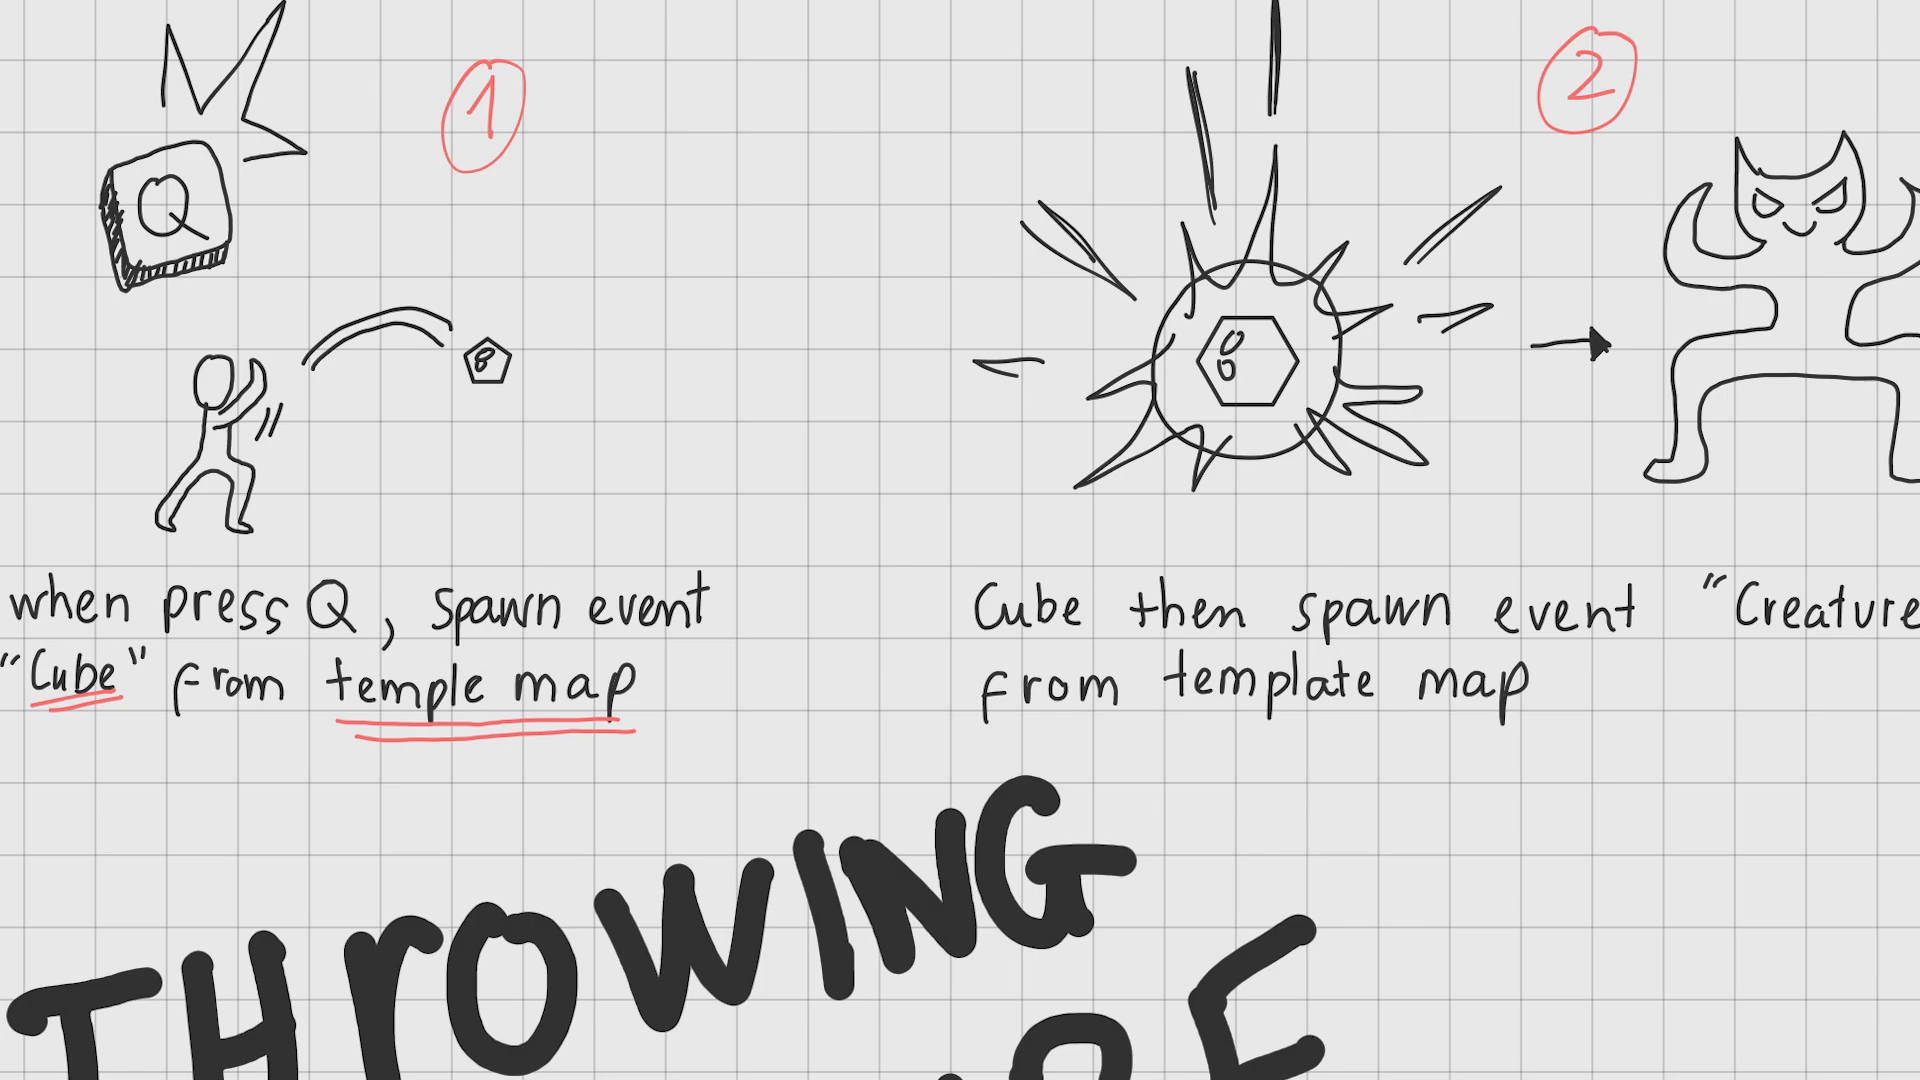 1
2
Q
8
8
when press Q, spawn event
"Cube" from temple map
Cube then spawn event "Creature
from template map
THrOWING